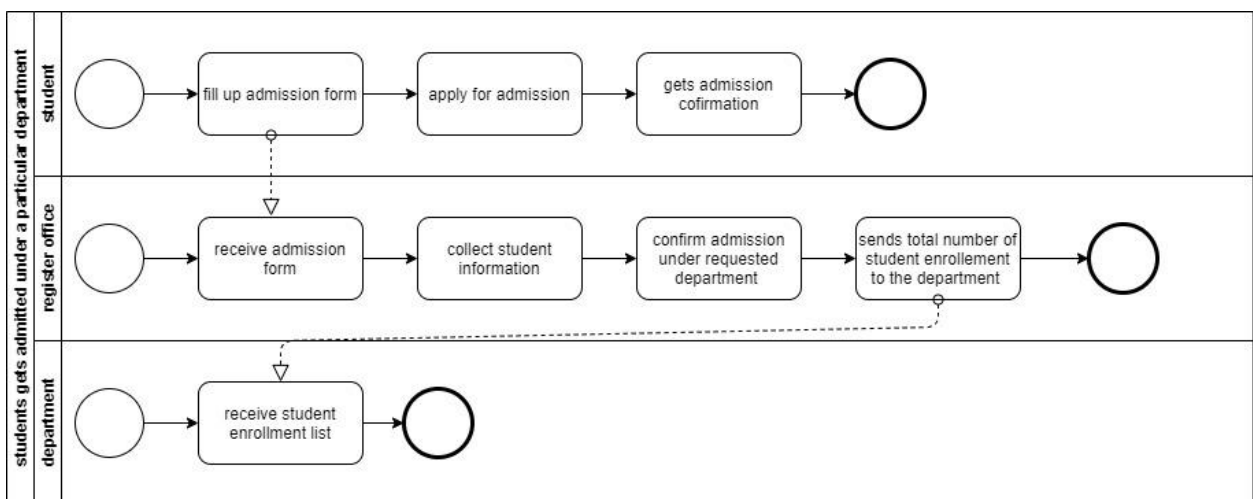 students gets admitted under a particular department
student
fill up admission form
apply for admission
gets admission
cofirmation
register office
receive admission
form
collect student
information
confirm admission
under requested
department
sends total number of
student enrollement
to the department
department
receive student
enrollment list